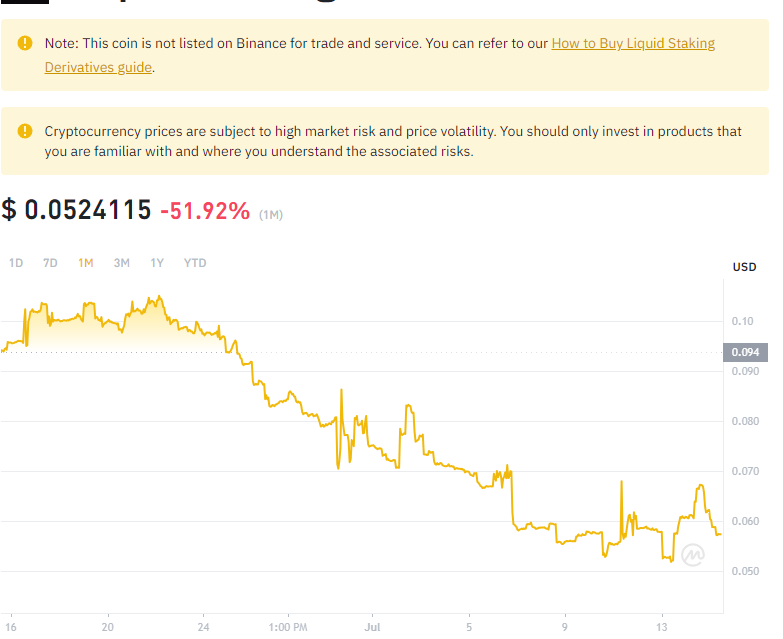 Note: This coin is not listed on Binance for trade and service. You can refer to our How to Buy Liquid Staking
Derivatives guide.
Cryptocurrency prices are subject to high market risk and price volatility. You should only invest in products that
you are familiar with and where you understand the associated risks.
$ 0.0524115 -51.92% (1M)
1D 7D 1M 3M 1Y YTD
USD
0.10
0.094
0.090
0.080
0.070
0.060
0.050
16 20 24 1:00 PM Jul 5 9 13